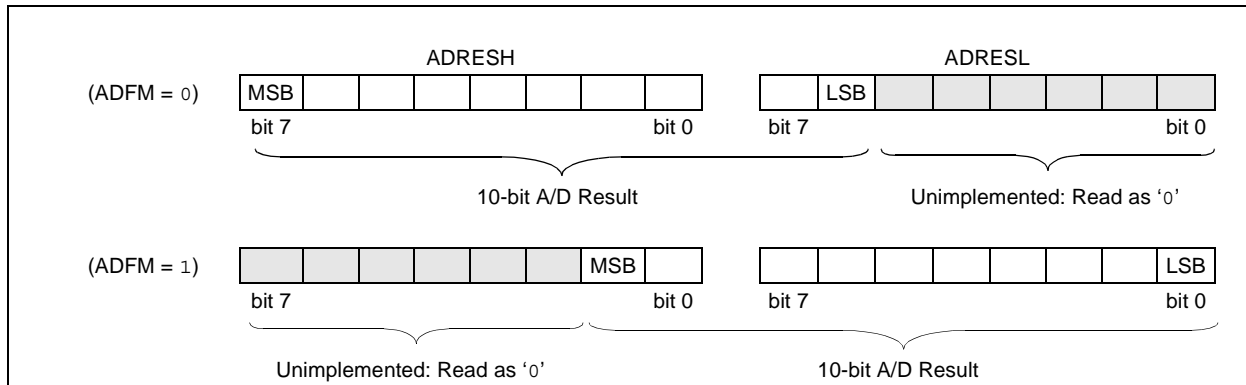 ADRESH ADRESL
(ADFM = 0) MSB LSB
bit 7 bit 0 bit 7 bit 0
10-bit A/D Result Unimplemented: Read as ‘0’
(ADFM = 1) MSB LSB
bit 7 bit 0 bit 7 bit 0
Unimplemented: Read as ‘0’ 10-bit A/D Result